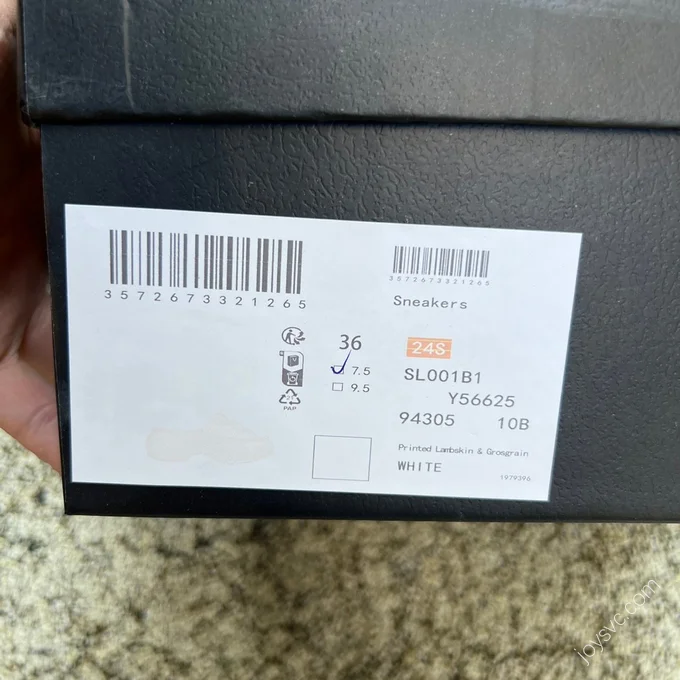 3572673321265
3572673321265
Sneakers
36
7.5
9.5
PAP
24S
SL001B1
Y56625
94305 10B
Printed Lambskin & Grosgrain
WHITE
1979396
joysvc.com